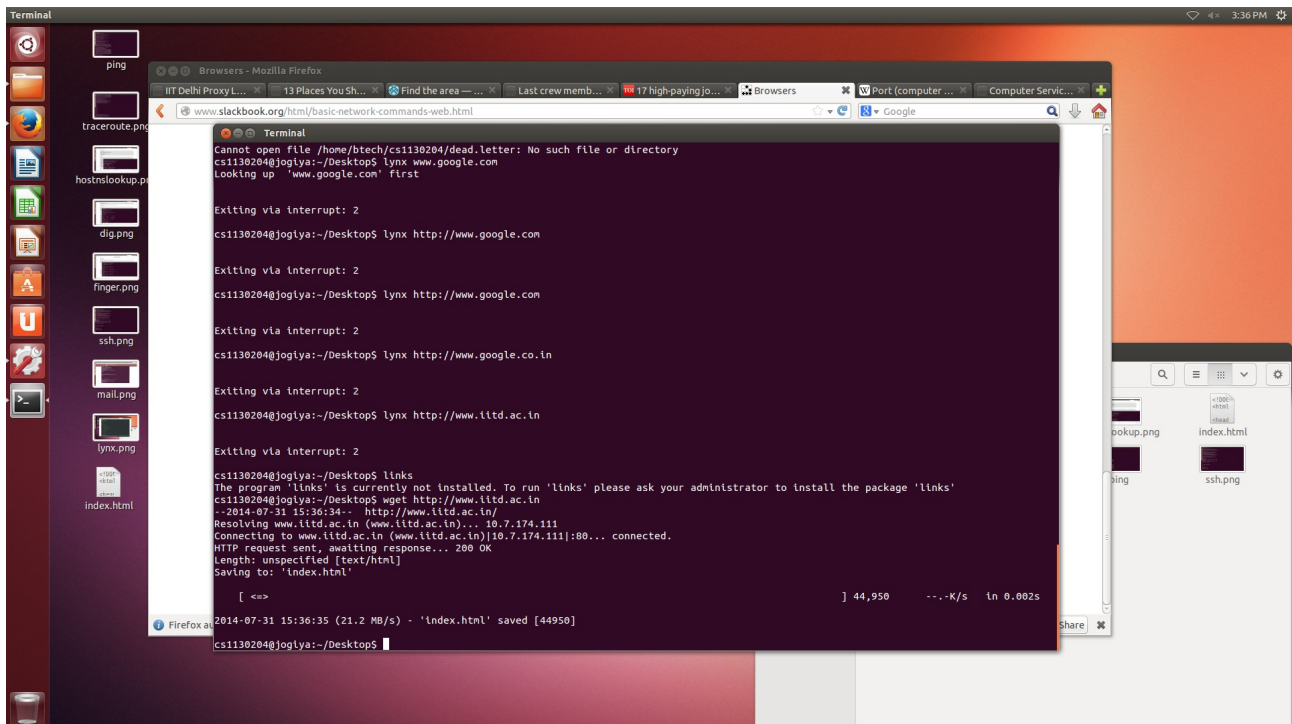 Terminal
3:36 PM
ping
traceroute.png
hostnslookup.p
dig.png
finger.png
ssh.png
mail.png
lynx.png
index.html
Browsers - Mozilla Firefox
IIT Delhi Proxy L... 13 Places You Sh... Find the area — ... Last crew memb... 17 high-paying jo... Browsers Port (computer ... Computer Servic...
www.slackbook.org/html/basic-network-commands-web.html Google
Terminal
Cannot open file /home/btech/cs1130204/dead.letter: No such file or directory
cs1130204@jogiya:~/Desktop$ lynx www.google.com
Looking up 'www.google.com' first
Exiting via interrupt: 2
cs1130204@jogiya:~/Desktop$ lynx http://www.google.com
Exiting via interrupt: 2
cs1130204@jogiya:~/Desktop$ lynx http://www.google.com
Exiting via interrupt: 2
cs1130204@jogiya:~/Desktop$ lynx http://www.google.co.in
Exiting via interrupt: 2
cs1130204@jogiya:~/Desktop$ lynx http://www.iitd.ac.in
Exiting via interrupt: 2
cs1130204@jogiya:~/Desktop$ links
The program 'links' is currently not installed. To run 'links' please ask your administrator to install the package 'links'
cs1130204@jogiya:~/Desktop$ wget http://www.iitd.ac.in
--2014-07-31 15:36:34-- http://www.iitd.ac.in/
Resolving www.iitd.ac.in (www.iitd.ac.in)... 10.7.174.111
Connecting to www.iitd.ac.in (www.iitd.ac.in)|10.7.174.111|:80... connected.
HTTP request sent, awaiting response... 200 OK
Length: unspecified [text/html]
Saving to: 'index.html'
[ <=> ] 44,950 --.-K/s in 0.002s
2014-07-31 15:36:35 (21.2 MB/s) - 'index.html' saved [44950]
cs1130204@jogiya:~/Desktop$
Firefox au
Share
ookup.png
index.html
ping
ssh.png